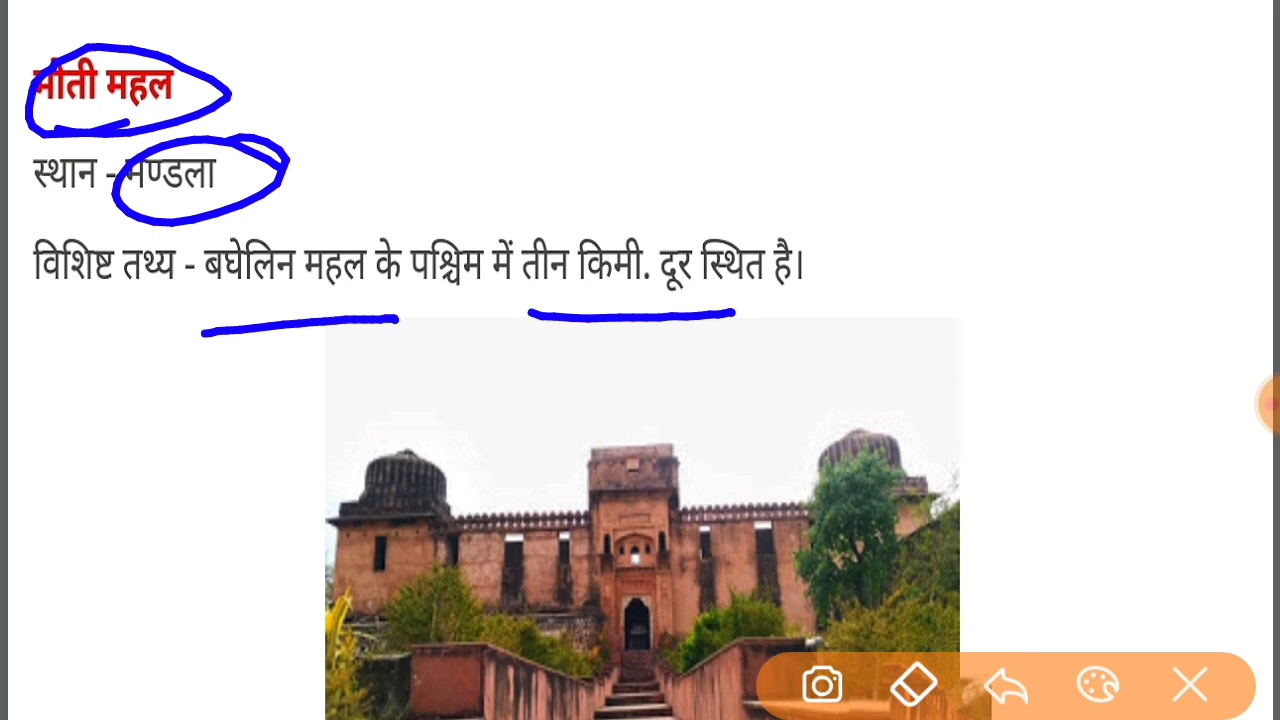 मोती महल
स्थान - मण्डला
विशिष्ट तथ्य - बघेलिन महल के पश्चिम में तीन किमी. दूर स्थित है।